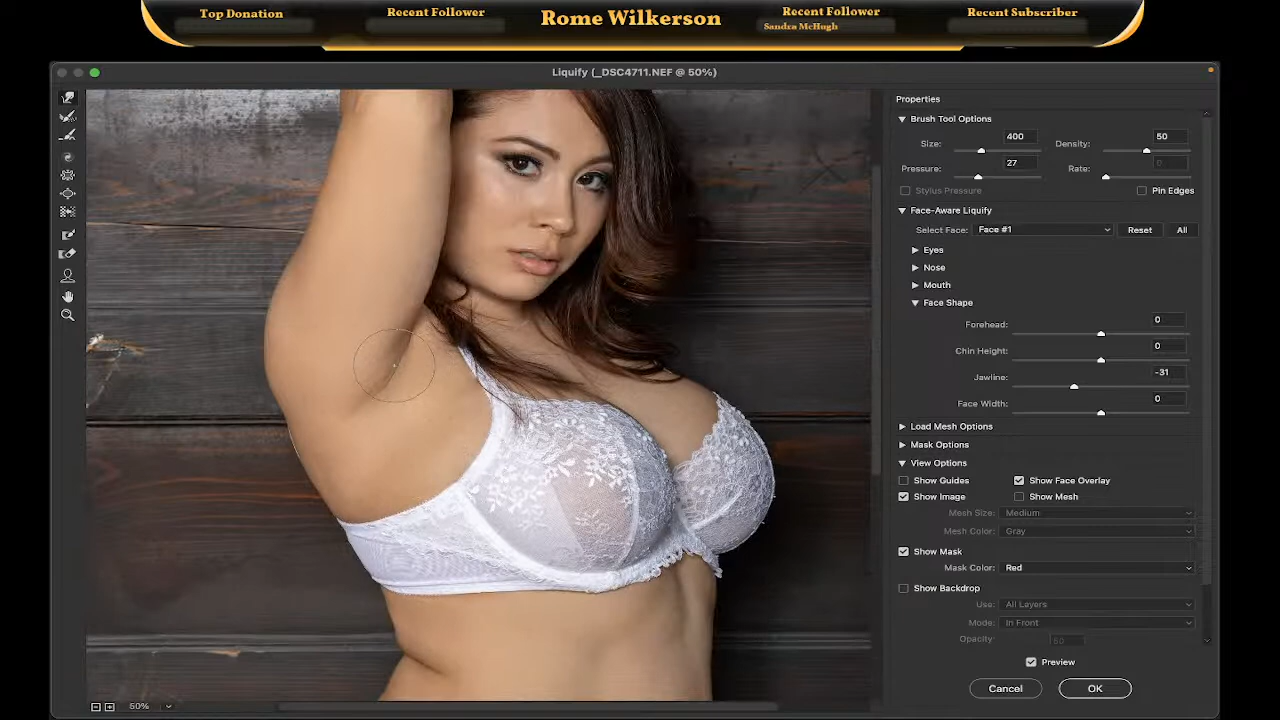 Top Donation
Recent Follower
Rome Wilkerson
Recent Follower
Sandra McHugh
Recent Subscriber
Liquify (_DSC4711.NEF @ 50%)
Properties
Brush Tool Options
Size: 400 Density: 50
Pressure: 27 Rate: 0
Stylus Pressure Pin Edges
Face-Aware Liquify
Select Face: Face #1 Reset All
Eyes
Nose
Mouth
Face Shape
Forehead: 0
Chin Height: 0
Jawline: -31
Face Width: 0
Load Mesh Options
Mask Options
View Options
Show Guides Show Face Overlay
Show Image Show Mesh
Mesh Size: Medium
Mesh Color: Gray
Show Mask
Mask Color: Red
Show Backdrop
Use: All Layers
Mode: In Front
Opacity: 50
Preview
Cancel OK
50%